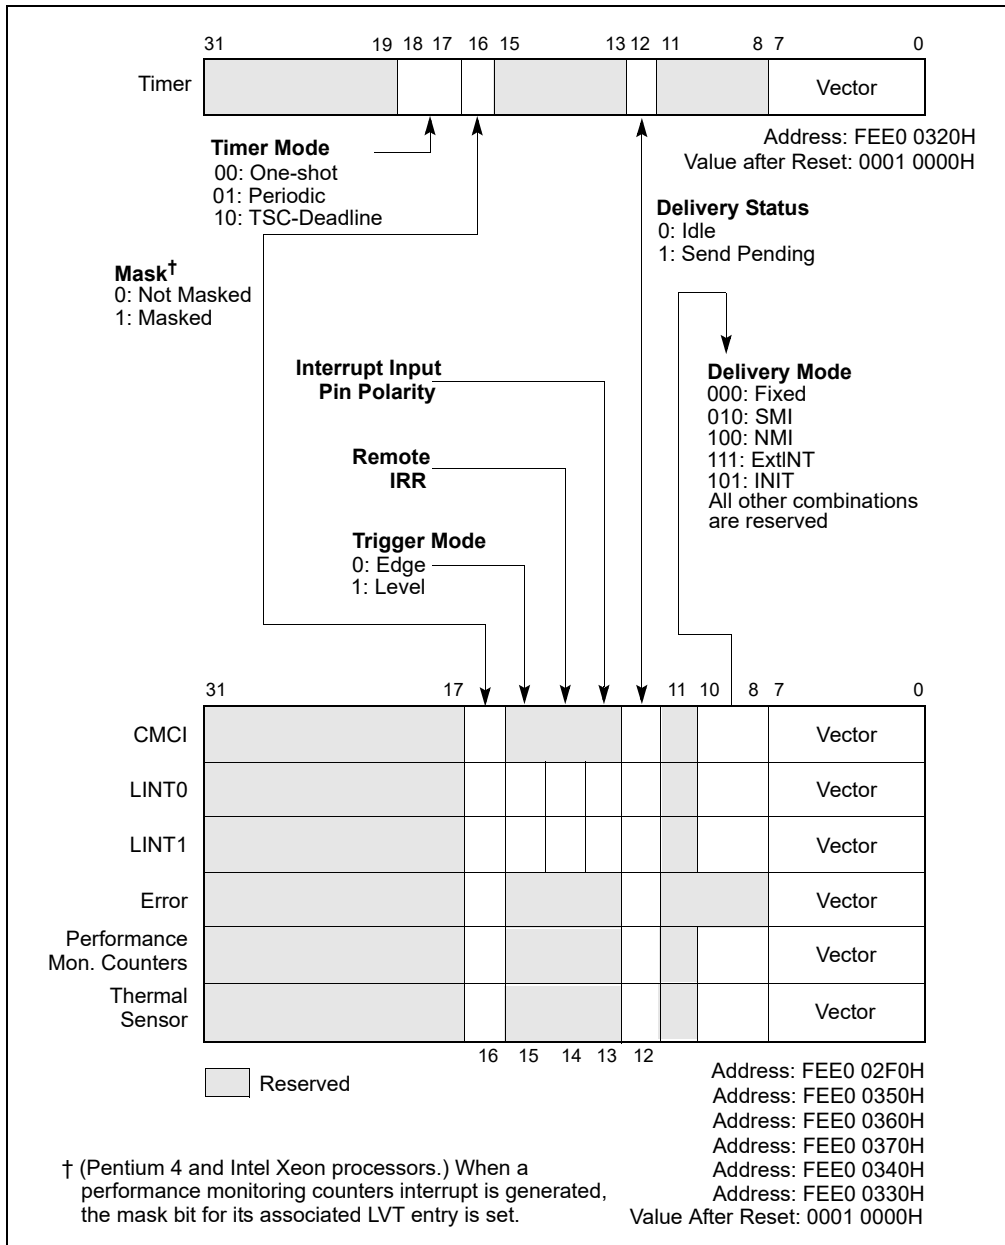 31 19 18 17 16 15 13 12 11 8 7 0
Timer Vector
Address: FEE0 0320H
Value after Reset: 0001 0000H
Timer Mode
00: One-shot
01: Periodic
10: TSC-Deadline
Delivery Status
0: Idle
1: Send Pending
Mask†
0: Not Masked
1: Masked
Interrupt Input
Pin Polarity
Delivery Mode
000: Fixed
010: SMI
100: NMI
111: ExtINT
101: INIT
All other combinations
are reserved
Remote
IRR
Trigger Mode
0: Edge
1: Level
31 17 11 10 8 7 0
CMCI Vector
LINT0 Vector
LINT1 Vector
Error Vector
Performance
Mon. Counters Vector
Thermal
Sensor Vector
16 15 14 13 12
Reserved
Address: FEE0 02F0H
Address: FEE0 0350H
Address: FEE0 0360H
Address: FEE0 0370H
Address: FEE0 0340H
Address: FEE0 0330H
Value After Reset: 0001 0000H
† (Pentium 4 and Intel Xeon processors.) When a
performance monitoring counters interrupt is generated,
the mask bit for its associated LVT entry is set.